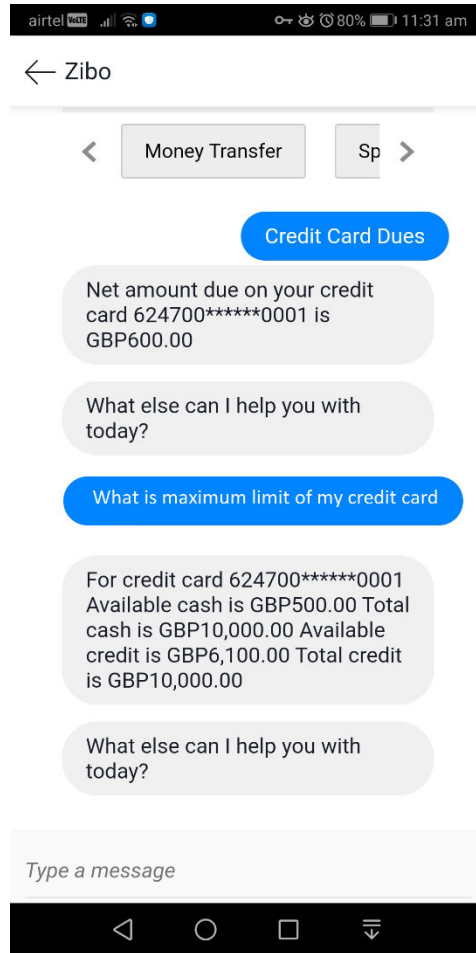 airtel VoLTE 80% 11:31 am
Zibo
Money Transfer Sp
Credit Card Dues
Net amount due on your credit
card 624700******0001 is
GBP600.00
What else can I help you with
today?
What is maximum limit of my credit card
For credit card 624700******0001
Available cash is GBP500.00 Total
cash is GBP10,000.00 Available
credit is GBP6,100.00 Total credit
is GBP10,000.00
What else can I help you with
today?
Type a message